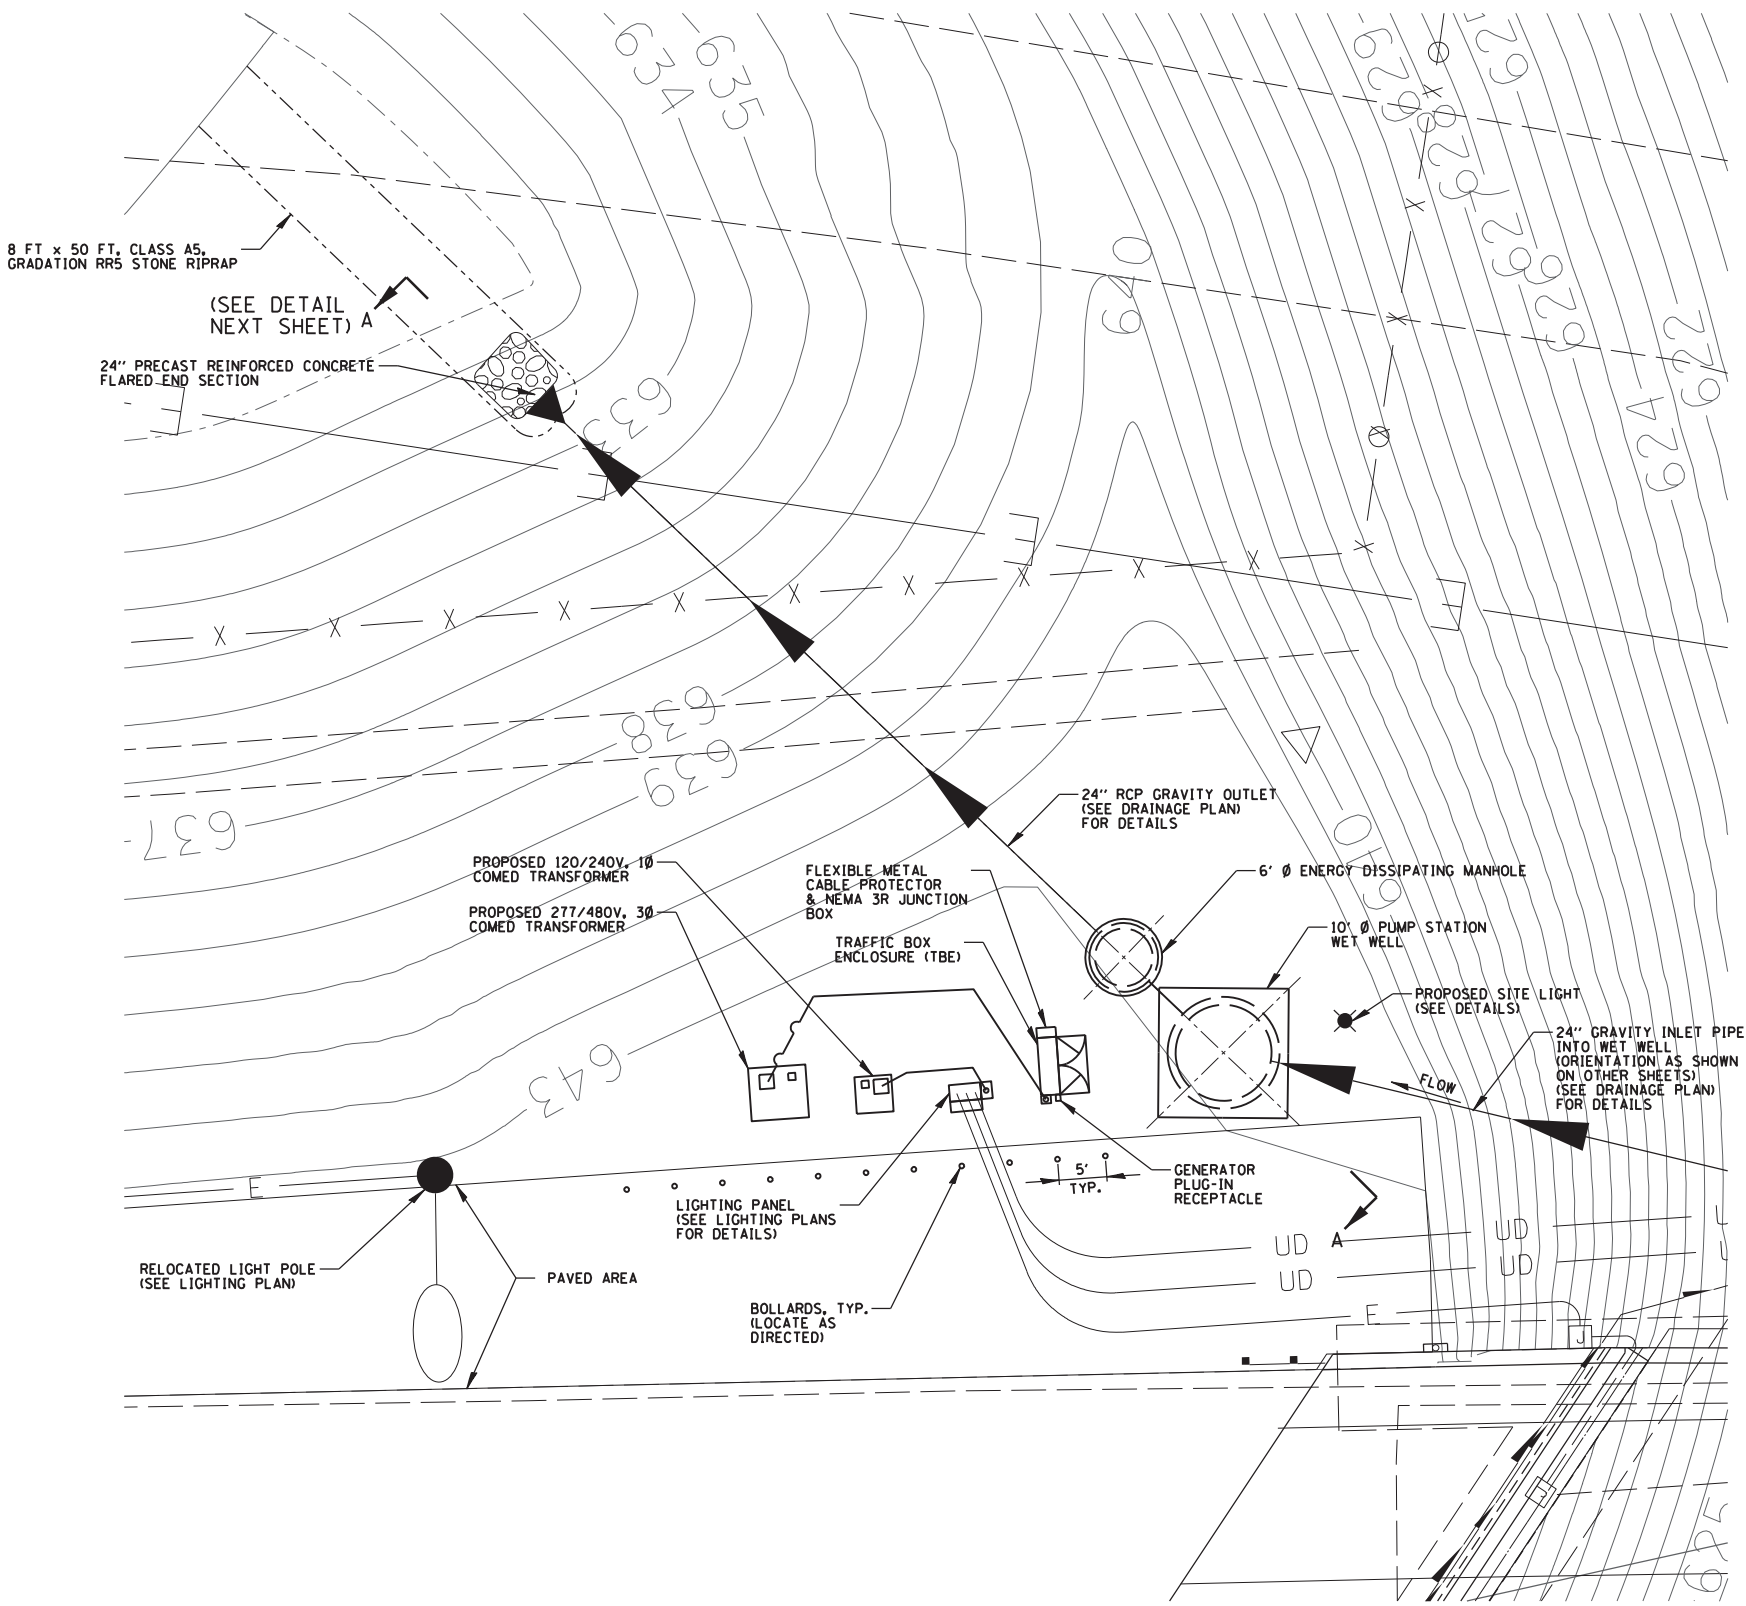 634
635
628
629
8 FT x 50 FT, CLASS A5,
GRADATION RR5 STONE RIPRAP
(SEE DETAIL
NEXT SHEET)
A
24" PRECAST REINFORCED CONCRETE
FLARED END SECTION
633
640
629
622
624
638
639
637
24" RCP GRAVITY OUTLET
(SEE DRAINAGE PLAN)
FOR DETAILS
PROPOSED 120/240V, 1Ø
COMED TRANSFORMER
PROPOSED 277/480V, 3Ø
COMED TRANSFORMER
FLEXIBLE METAL
CABLE PROTECTOR
& NEMA 3R JUNCTION
BOX
TRAFFIC BOX
ENCLOSURE (TBE)
6' Ø ENERGY DISSIPATING MANHOLE
10' Ø PUMP STATION
WET WELL
PROPOSED SITE LIGHT
(SEE DETAILS)
24" GRAVITY INLET PIPE
INTO WET WELL
(ORIENTATION AS SHOWN
ON OTHER SHEETS)
(SEE DRAINAGE PLAN)
FOR DETAILS
FLOW
643
E
5'
TYP.
GENERATOR
PLUG-IN
RECEPTACLE
LIGHTING PANEL
(SEE LIGHTING PLANS
FOR DETAILS)
A
UD
UD
UD
UD
RELOCATED LIGHT POLE
(SEE LIGHTING PLAN)
PAVED AREA
BOLLARDS, TYP.
(LOCATE AS
DIRECTED)
E
J
J
625